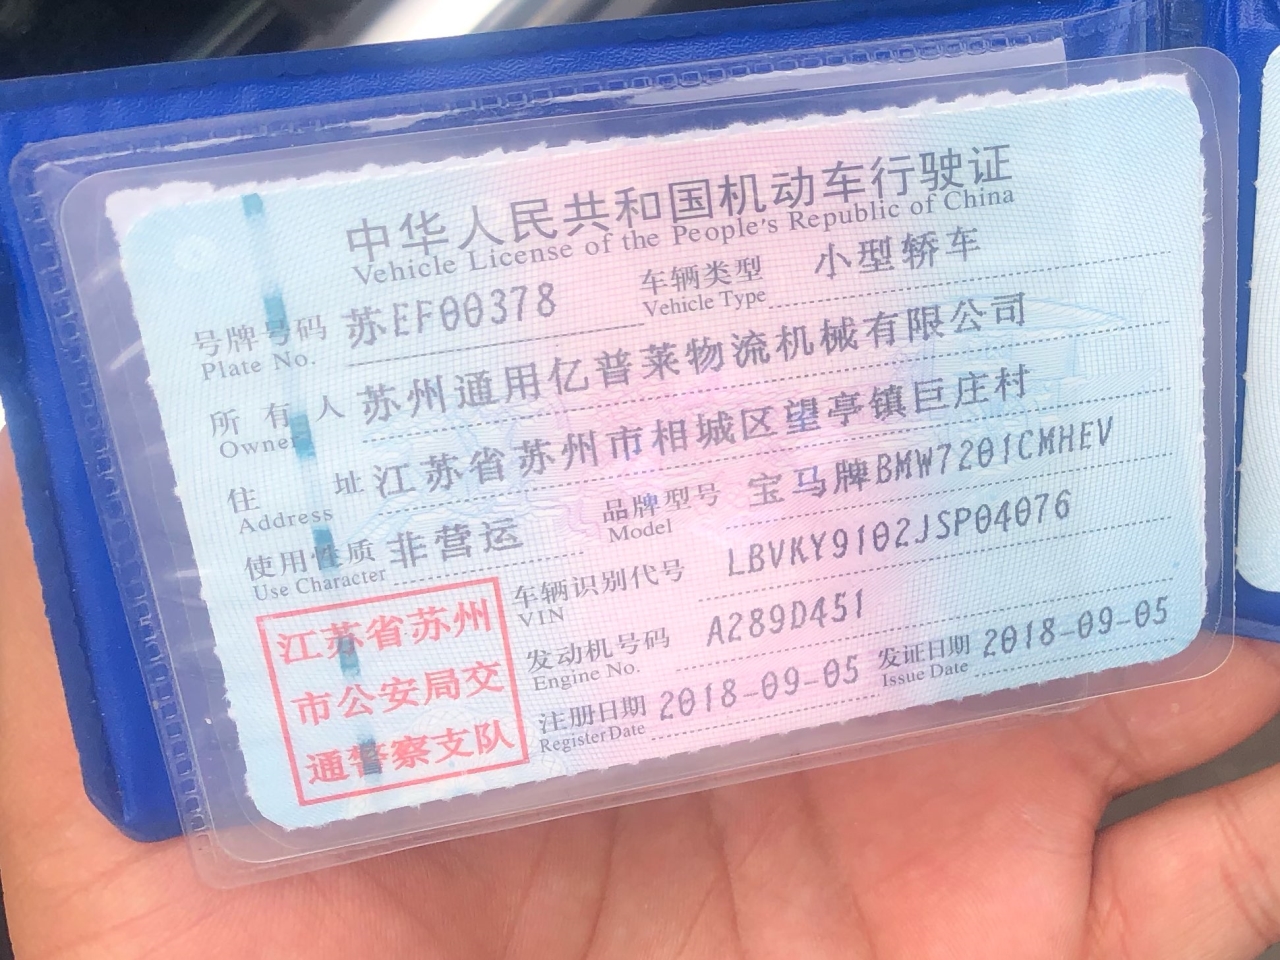 中华人民共和国机动车行驶证
Vehicle License of the People's Republic of China
号牌号码 苏EF00378 车辆类型 小型轿车
Plate No. Vehicle Type
所有人 苏州通用亿普莱物流机械有限公司
Owner
住址 江苏省苏州市相城区望亭镇巨庄村
Address
使用性质 非营运 品牌型号 宝马牌BMW7201CMHEV
Use Character Model
车辆识别代号 LBVKY9102JSP04076
VIN
发动机号码 A289D451
Engine No.
注册日期 2018-09-05 发证日期 2018-09-05
Register Date Issue Date
江苏省苏州
市公安局交
通警察支队